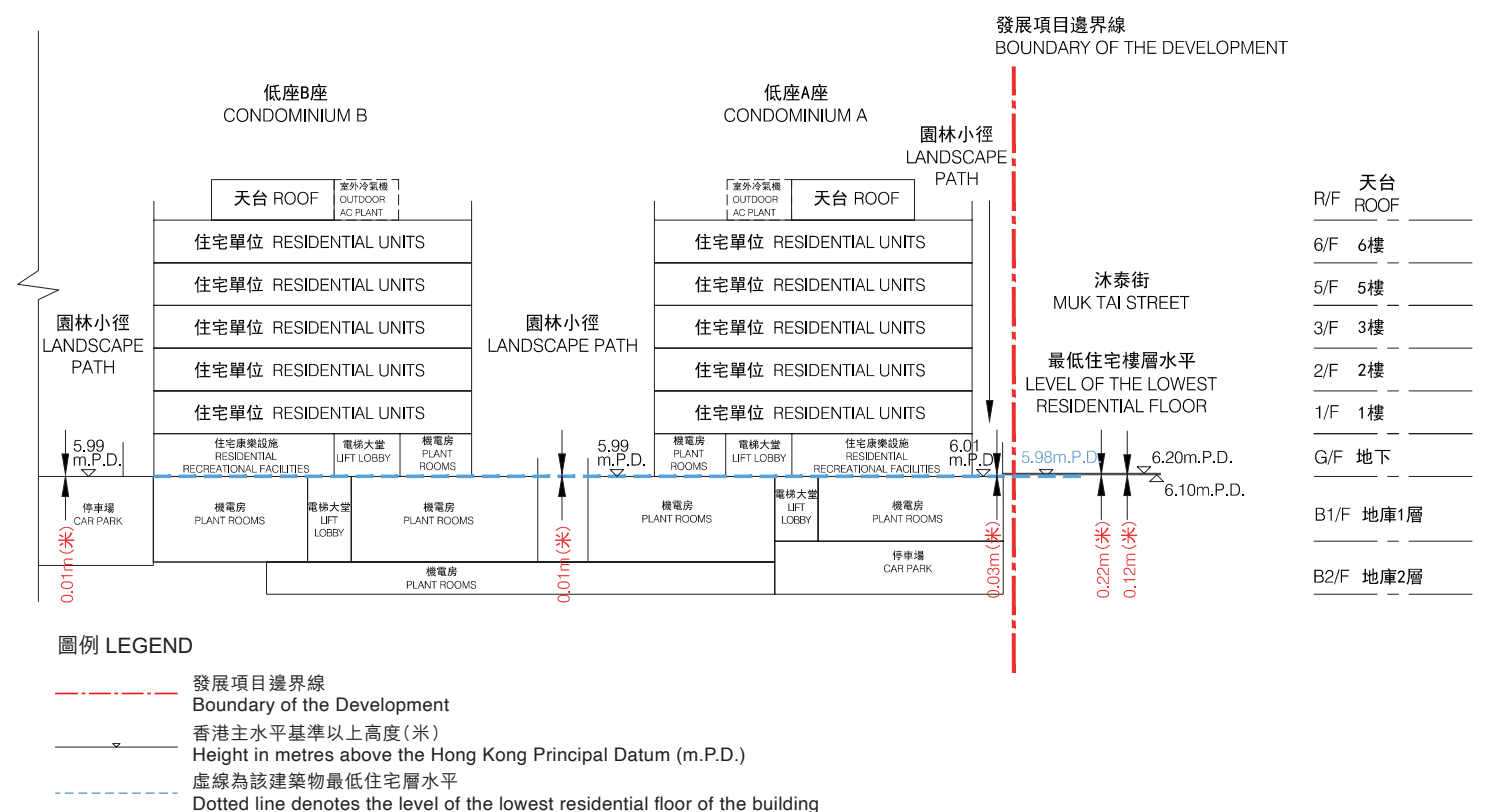 發展項目邊界線
BOUNDARY OF THE DEVELOPMENT
低座B座
CONDOMINIUM B
低座A座
CONDOMINIUM A
園林小徑
LANDSCAPE
PATH
天台 ROOF
室外冷氣機
OUTDOOR
AC PLANT
室外冷氣機
OUTDOOR
AC PLANT
天台 ROOF
住宅單位 RESIDENTIAL UNITS
住宅單位 RESIDENTIAL UNITS
住宅單位 RESIDENTIAL UNITS
住宅單位 RESIDENTIAL UNITS
住宅單位 RESIDENTIAL UNITS
住宅單位 RESIDENTIAL UNITS
住宅單位 RESIDENTIAL UNITS
住宅單位 RESIDENTIAL UNITS
住宅單位 RESIDENTIAL UNITS
住宅單位 RESIDENTIAL UNITS
園林小徑
LANDSCAPE
PATH
園林小徑
LANDSCAPE PATH
沐泰街
MUK TAI STREET
最低住宅樓層水平
LEVEL OF THE LOWEST
RESIDENTIAL FLOOR
R/F 天台
ROOF
6/F 6樓
5/F 5樓
3/F 3樓
2/F 2樓
1/F 1樓
G/F 地下
B1/F 地庫1層
B2/F 地庫2層
5.99
m.P.D.
住宅康樂設施
RESIDENTIAL
RECREATIONAL FACILITIES
電梯大堂
LIFT LOBBY
機電房
PLANT
ROOMS
5.99
m.P.D.
機電房
PLANT
ROOMS
電梯大堂
LIFT LOBBY
住宅康樂設施
RESIDENTIAL
RECREATIONAL FACILITIES
6.01
m.P.D
5.98m.P.D
6.20m.P.D.
6.10m.P.D.
停車場
CAR PARK
機電房
PLANT ROOMS
電梯大堂
LIFT
LOBBY
機電房
PLANT ROOMS
機電房
PLANT ROOMS
電梯大堂
LIFT
LOBBY
機電房
PLANT ROOMS
機電房
PLANT ROOMS
停車場
CAR PARK
0.01m(米)
0.01m(米)
0.03m(米)
0.22m(米)
0.12m(米)
圖例 LEGEND
發展項目邊界線
Boundary of the Development
香港主水平基準以上高度(米)
Height in metres above the Hong Kong Principal Datum (m.P.D.)
虛線為該建築物最低住宅層水平
Dotted line denotes the level of the lowest residential floor of the building